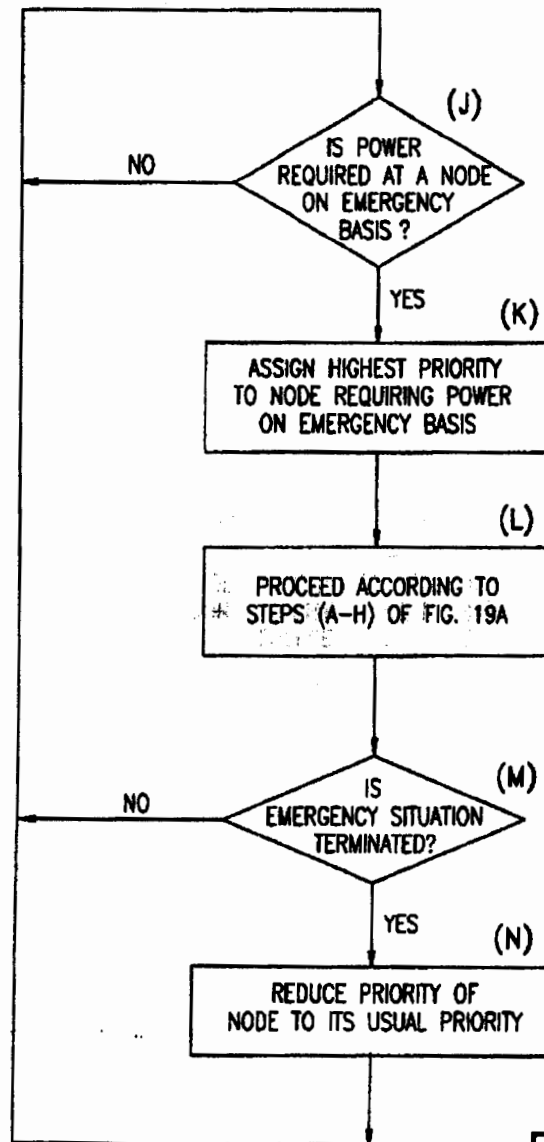 (J)
IS POWER
REQUIRED AT A NODE
ON EMERGENCY
BASIS ?
NO
YES
(K)
ASSIGN HIGHEST PRIORITY
TO NODE REQUIRING POWER
ON EMERGENCY BASIS
(L)
PROCEED ACCORDING TO
STEPS (A-H) OF FIG. 19A
(M)
IS
EMERGENCY SITUATION
TERMINATED?
NO
YES
(N)
REDUCE PRIORITY OF
NODE TO ITS USUAL PRIORITY